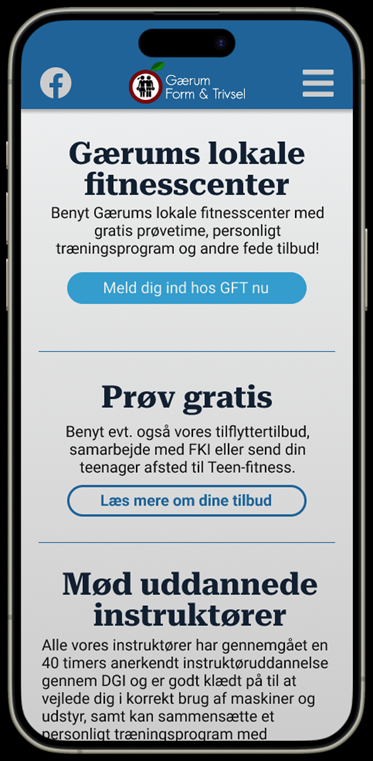 Gærum
Form & Trivsel
Gærums lokale
fitnesscenter
Benyt Gærums lokale fitnesscenter med
gratis prøvetime, personligt
træningsprogram og andre fede tilbud!
Meld dig ind hos GFT nu
Prøv gratis
Benyt evt. også vores tilflyttertilbud,
samarbejde med FKI eller send din
teenager afsted til Teen-fitness.
Læs mere om dine tilbud
Mød uddannede
instruktører
Alle vores instruktører har gennemgået en
40 timers anerkendt instruktøruddannelse
gennem DGI og er godt klædt på til at
vejlede dig i korrekt brug af maskiner og
udstyr, samt kan sammensætte et
personligt træningsprogram med